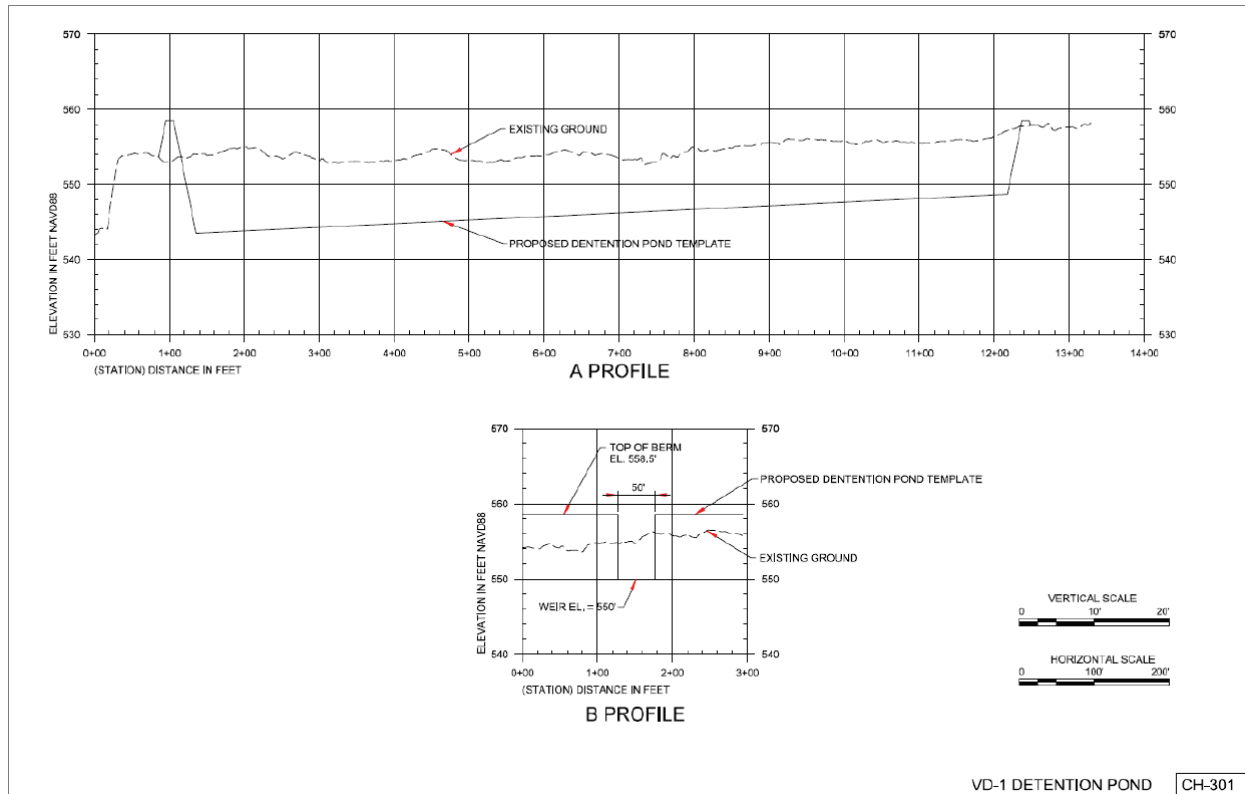 570 570
560 560
550 550
540 540
530 530
ELEVATION IN FEET NAVD88
EXISTING GROUND
PROPOSED DENTENTION POND TEMPLATE
0+00 1+00 2+00 3+00 4+00 5+00 6+00 7+00 8+00 9+00 10+00 11+00 12+00 13+00 14+00
(STATION) DISTANCE IN FEET
A PROFILE
570 570
TOP OF BERM
EL. 558.5'
PROPOSED DENTENTION POND TEMPLATE
50'
560 560
ELEVATION IN FEET NAVD88
EXISTING GROUND
550 550
WEIR EL. = 550'
540 540
0+00 1+00 2+00 3+00
(STATION) DISTANCE IN FEET
B PROFILE
VERTICAL SCALE
0 10' 20'
HORIZONTAL SCALE
0 100' 200'
VD-1 DETENTION POND CH-301